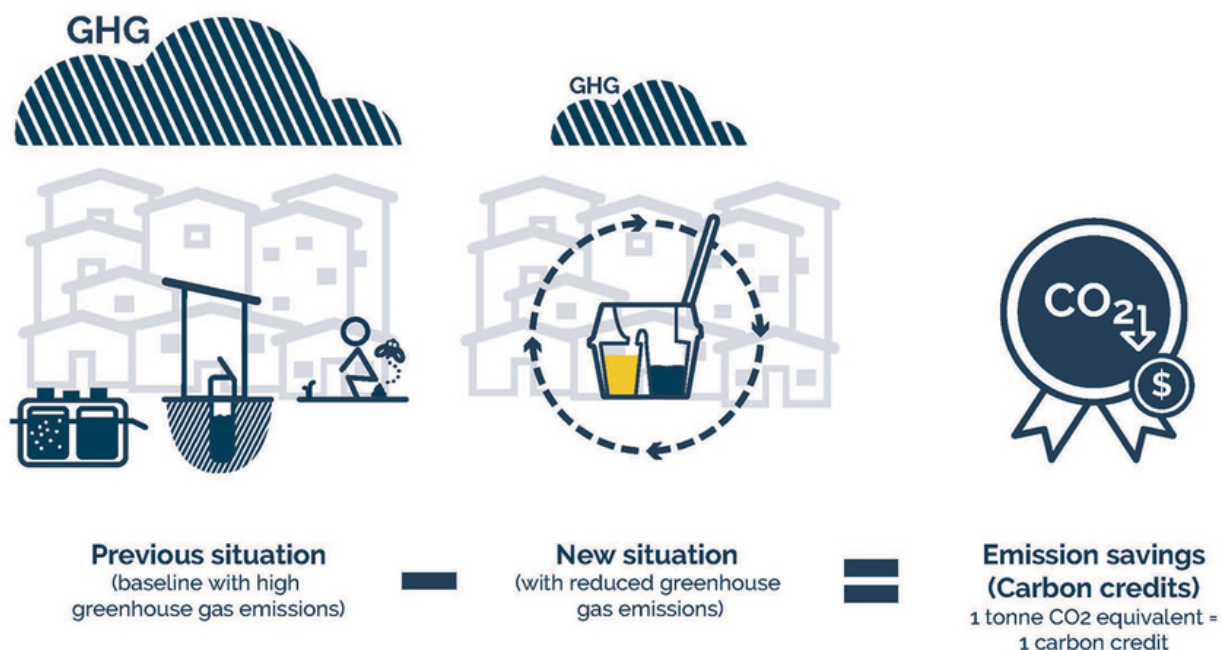 GHG
GHG
CO2
$
Previous situation
(baseline with high
greenhouse gas emissions)
New situation
(with reduced greenhouse
gas emissions)
Emission savings
(Carbon credits)
1 tonne CO2 equivalent =
1 carbon credit